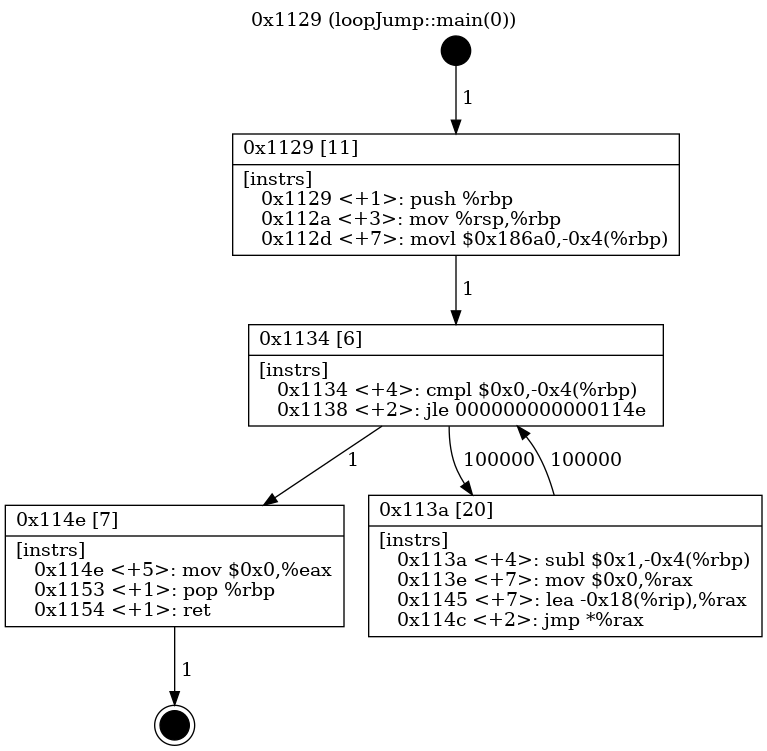 0x1129 (loopJump::main(0))
1
0x1129 [11]
[instrs]
0x1129 <+1>: push %rbp
0x112a <+3>: mov %rsp,%rbp
0x112d <+7>: movl $0x186a0,-0x4(%rbp)
1
0x1134 [6]
[instrs]
0x1134 <+4>: cmpl $0x0,-0x4(%rbp)
0x1138 <+2>: jle 000000000000114e
1
100000
100000
0x114e [7]
[instrs]
0x114e <+5>: mov $0x0,%eax
0x1153 <+1>: pop %rbp
0x1154 <+1>: ret
0x113a [20]
[instrs]
0x113a <+4>: subl $0x1,-0x4(%rbp)
0x113e <+7>: mov $0x0,%rax
0x1145 <+7>: lea -0x18(%rip),%rax
0x114c <+2>: jmp *%rax
1